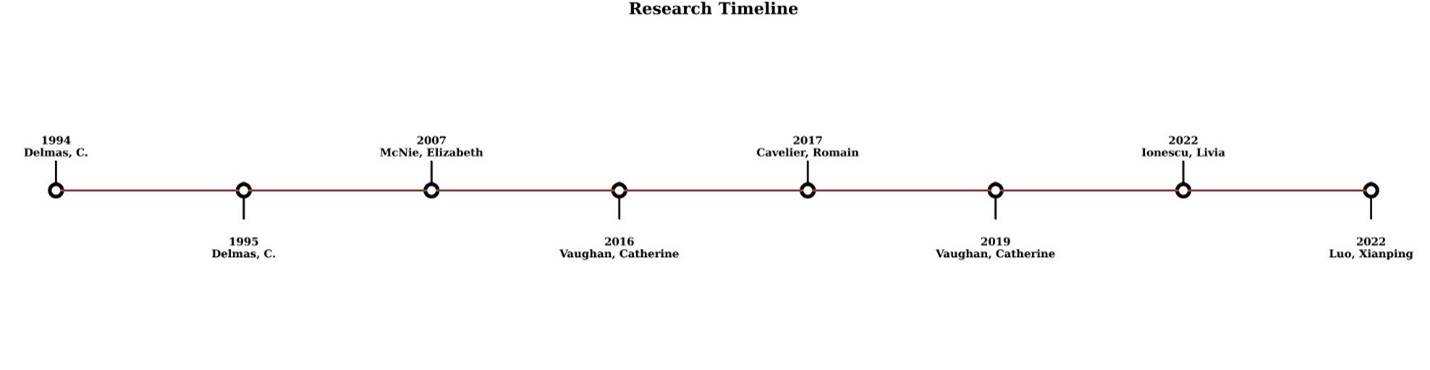 Research Timeline
1994
Delmas, C.
1995
Delmas, C.
2007
McNie, Elizabeth
2016
Vaughan, Catherine
2017
Cavelier, Romain
2019
Vaughan, Catherine
2022
Ionescu, Livia
2022
Luo, Xianping